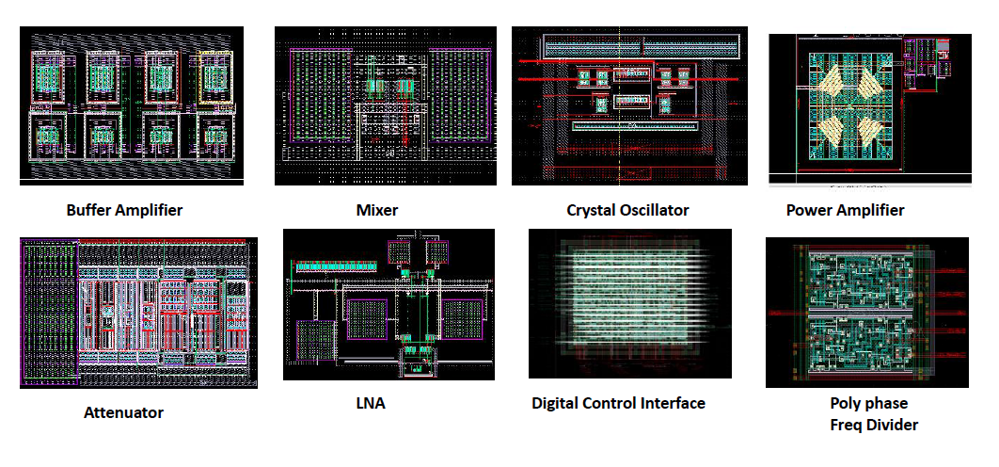 Buffer Amplifier
Mixer
Crystal Oscillator
Power Amplifier
Attenuator
LNA
Digital Control Interface
Poly phase
Freq Divider